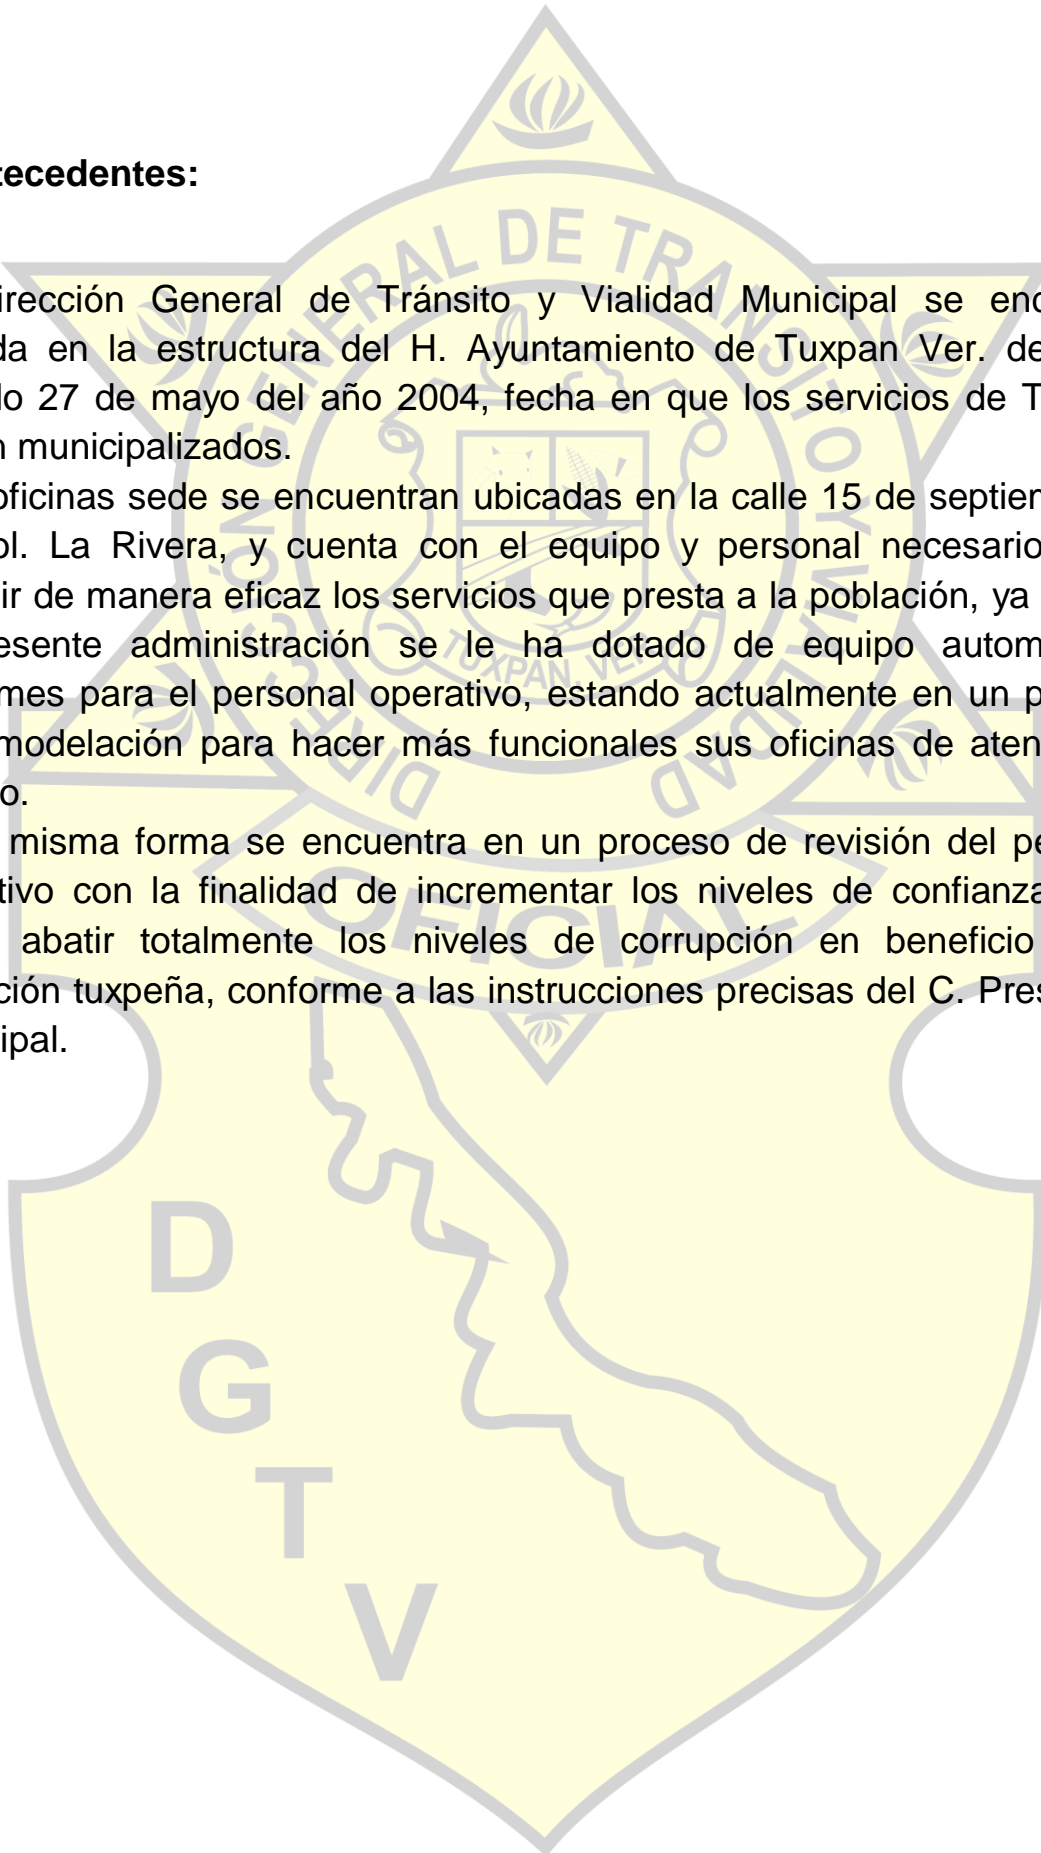 tecedentes:
irección General de Tránsito y Vialidad Municipal se enc
da en la estructura del H. Ayuntamiento de Tuxpan Ver. de
do 27 de mayo del año 2004, fecha en que los servicios de T
n municipalizados.
oficinas sede se encuentran ubicadas en la calle 15 de septien
ol. La Rivera, y cuenta con el equipo y personal necesario
ir de manera eficaz los servicios que presta a la población, ya
esente administración se le ha dotado de equipo autom
mes para el personal operativo, estando actualmente en un p
modelación para hacer más funcionales sus oficinas de aten
o.
misma forma se encuentra en un proceso de revisión del pe
tivo con la finalidad de incrementar los niveles de confianza
abatir totalmente los niveles de corrupción en beneficio
ción tuxpeña, conforme a las instrucciones precisas del C. Pres
ipal.
DIRECCIÓN GENERAL DE TRANSITO Y VIALIDAD
TUXPAN, VER.
OFICIAL
D
G
T
V